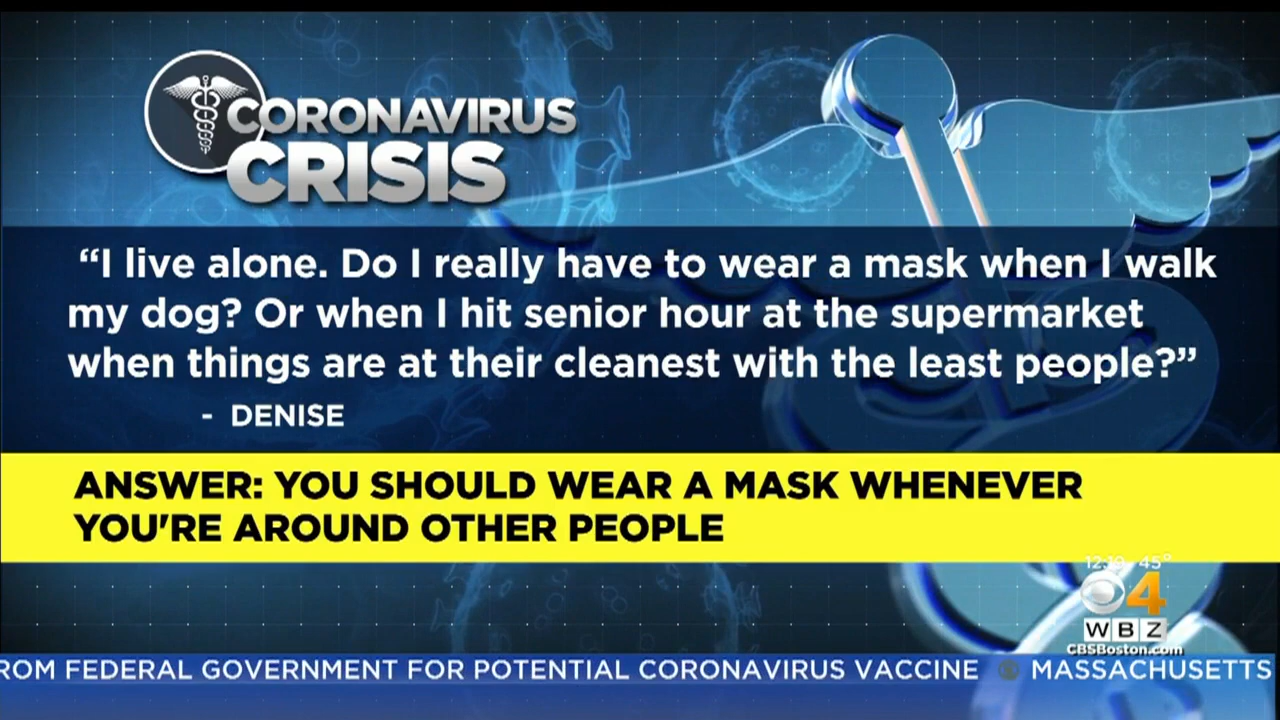 CORONAVIRUS
CRISIS
“I live alone. Do I really have to wear a mask when I walk
my dog? Or when I hit senior hour at the supermarket
when things are at their cleanest with the least people?”
- DENISE
ANSWER: YOU SHOULD WEAR A MASK WHENEVER
YOU'RE AROUND OTHER PEOPLE
45°
4
WBZ
CBSBoston.com
ROM FEDERAL GOVERNMENT FOR POTENTIAL CORONAVIRUS VACCINE MASSACHUSETTS